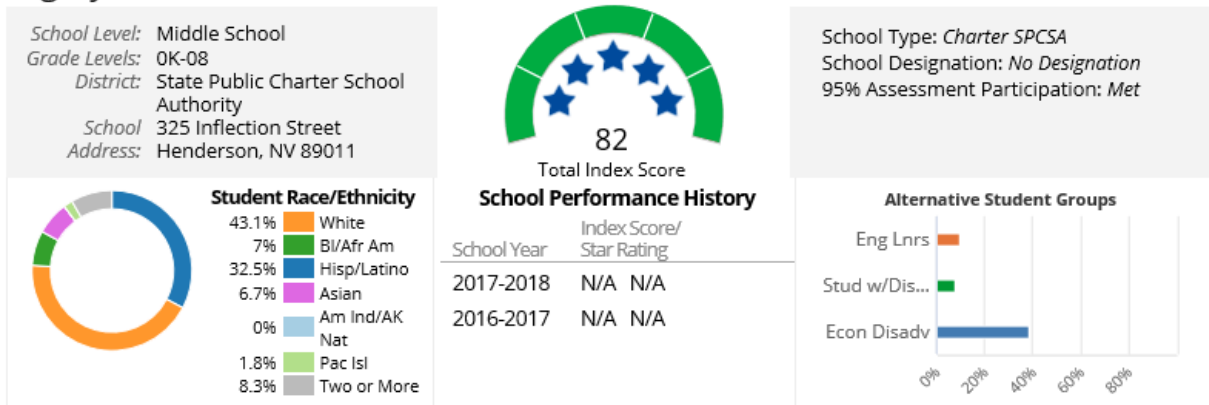 School Level: Middle School
Grade Levels: 0K-08
District: State Public Charter School
Authority
School 325 Inflection Street
Address: Henderson, NV 89011
82
Total Index Score
School Type: Charter SPCSA
School Designation: No Designation
95% Assessment Participation: Met
Student Race/Ethnicity
43.1% White
7% Bl/Afr Am
32.5% Hisp/Latino
6.7% Asian
0% Am Ind/AK
Nat
1.8% Pac Isl
8.3% Two or More
School Performance History
School Year Index Score/
Star Rating
2017-2018 N/A N/A
2016-2017 N/A N/A
Alternative Student Groups
Eng Lnrs
Stud w/Dis...
Econ Disadv
0% 20% 40% 60% 80%